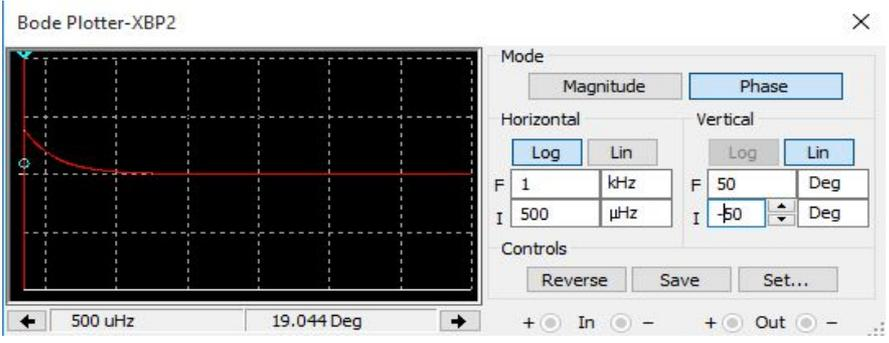 Bode Plotter-XBP2
Mode
Magnitude Phase
Horizontal Vertical
Log Lin Log Lin
F 1 kHz F 50 Deg
I 500 µHz I -50 Deg
Controls
Reverse Save Set...
500 uHz 19.044 Deg + In - + Out -